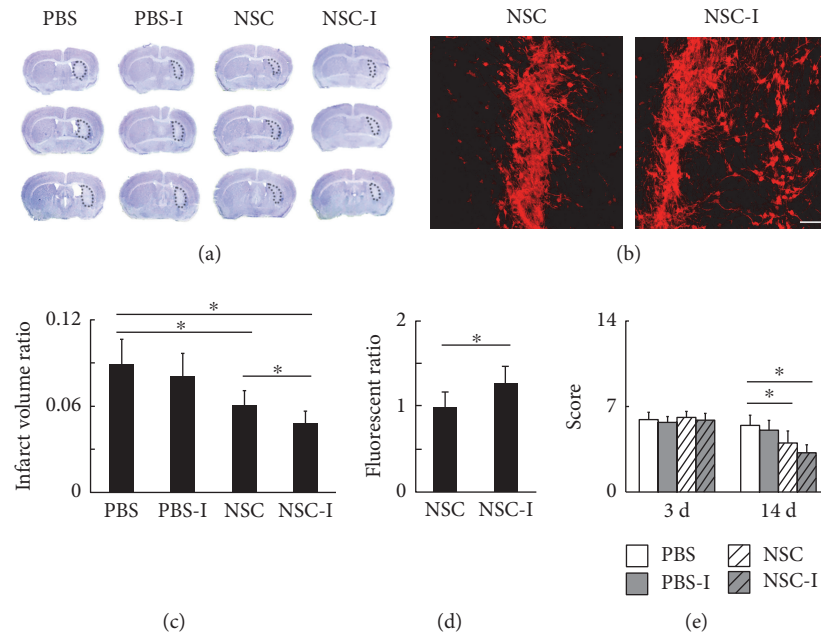 PBS PBS-I NSC NSC-I
(a)
NSC NSC-I
(b)
Infarct volume ratio
0.12
0.06
0
*
*
*
PBS PBS-I NSC NSC-I
(c)
Fluorescent ratio
2
1
0
*
NSC NSC-I
(d)
Score
14
7
0
*
*
3 d 14 d
PBS NSC
PBS-I NSC-I
(e)